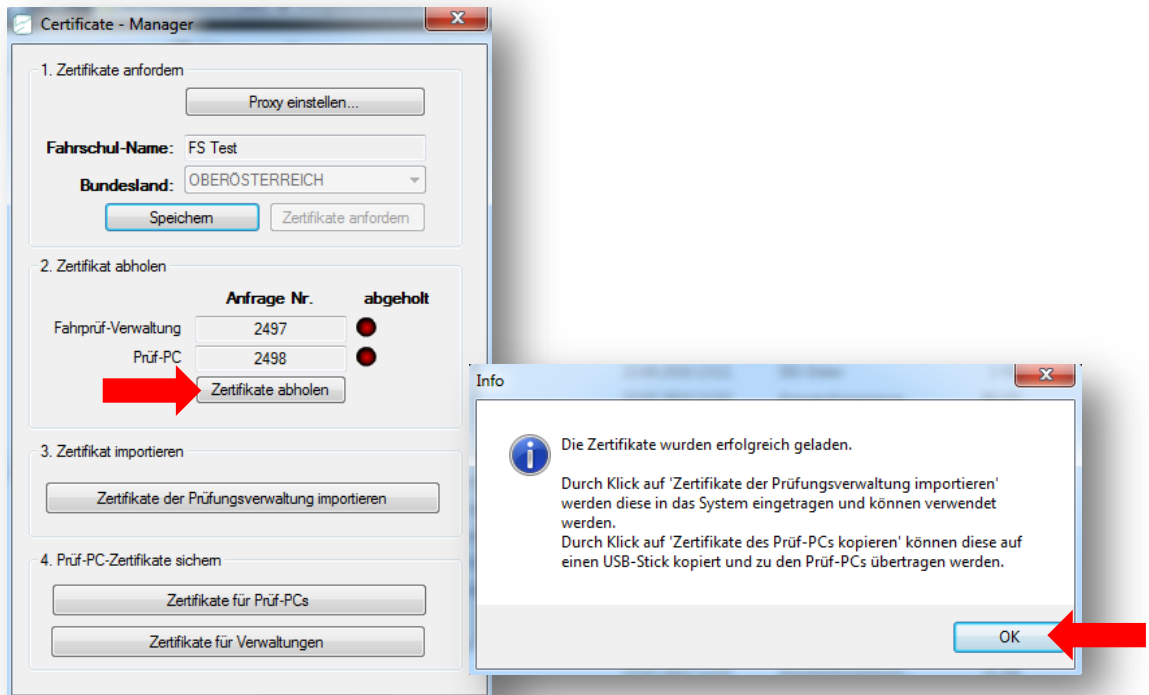 Certificate - Manager
1. Zertifikate anfordern
Proxy einstellen...
Fahrschul-Name: FS Test
Bundesland: OBERÖSTERREICH
Speichern Zertifikate anfordern
2. Zertifikat abholen
Anfrage Nr. abgeholt
Fahrprüf-Verwaltung 2497
Prüf-PC 2498
Zertifikate abholen
3. Zertifikat importieren
Zertifikate der Prüfungsverwaltung importieren
4. Prüf-PC-Zertifikate sichern
Zertifikate für Prüf-PCs
Zertifikate für Verwaltungen
Info
Die Zertifikate wurden erfolgreich geladen.
Durch Klick auf 'Zertifikate der Prüfungsverwaltung importieren'
werden diese in das System eingetragen und können verwendet
werden.
Durch Klick auf 'Zertifikate des Prüf-PCs kopieren' können diese auf
einen USB-Stick kopiert und zu den Prüf-PCs übertragen werden.
OK